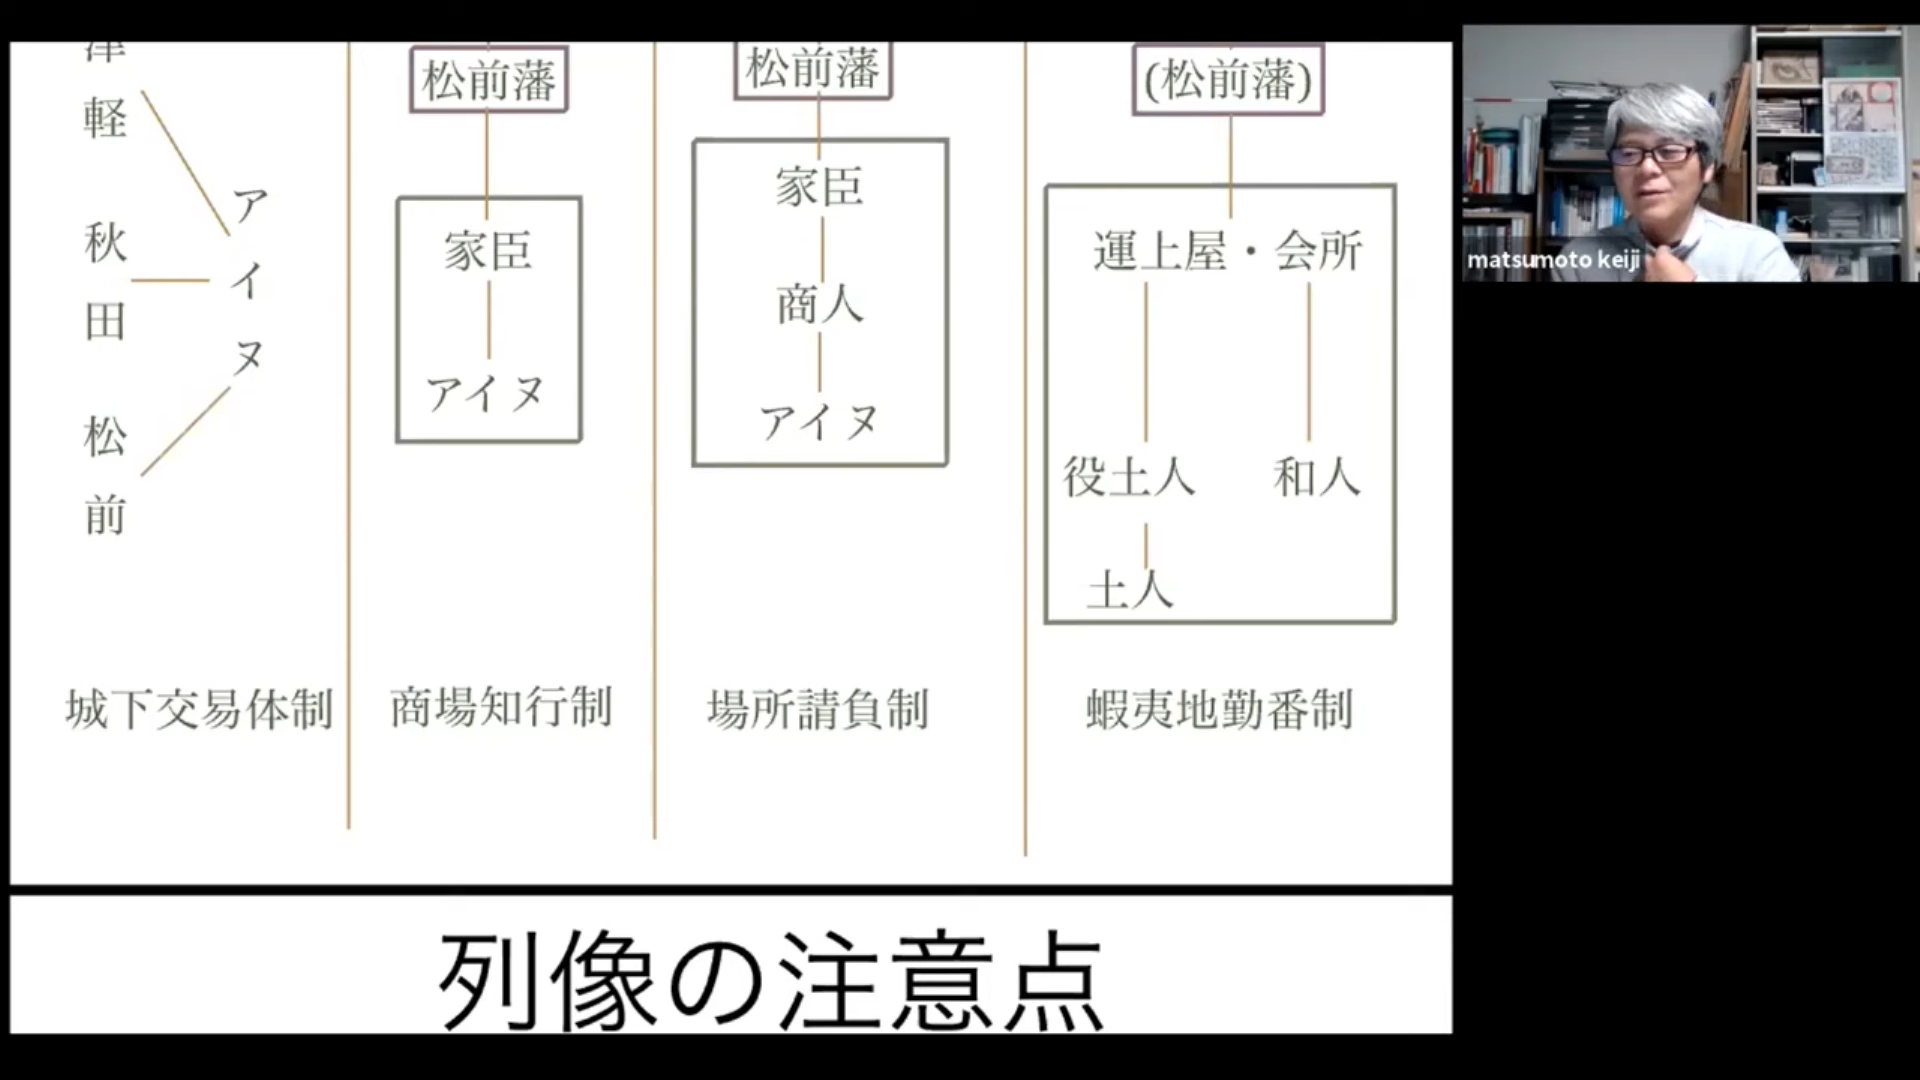 津軽
秋田
松前
アイヌ
城下交易体制
松前藩
家臣
アイヌ
商場知行制
松前藩
家臣
商人
アイヌ
場所請負制
(松前藩)
運上屋・会所
役土人
和人
土人
蝦夷地勤番制
列像の注意点
matsumoto keiji